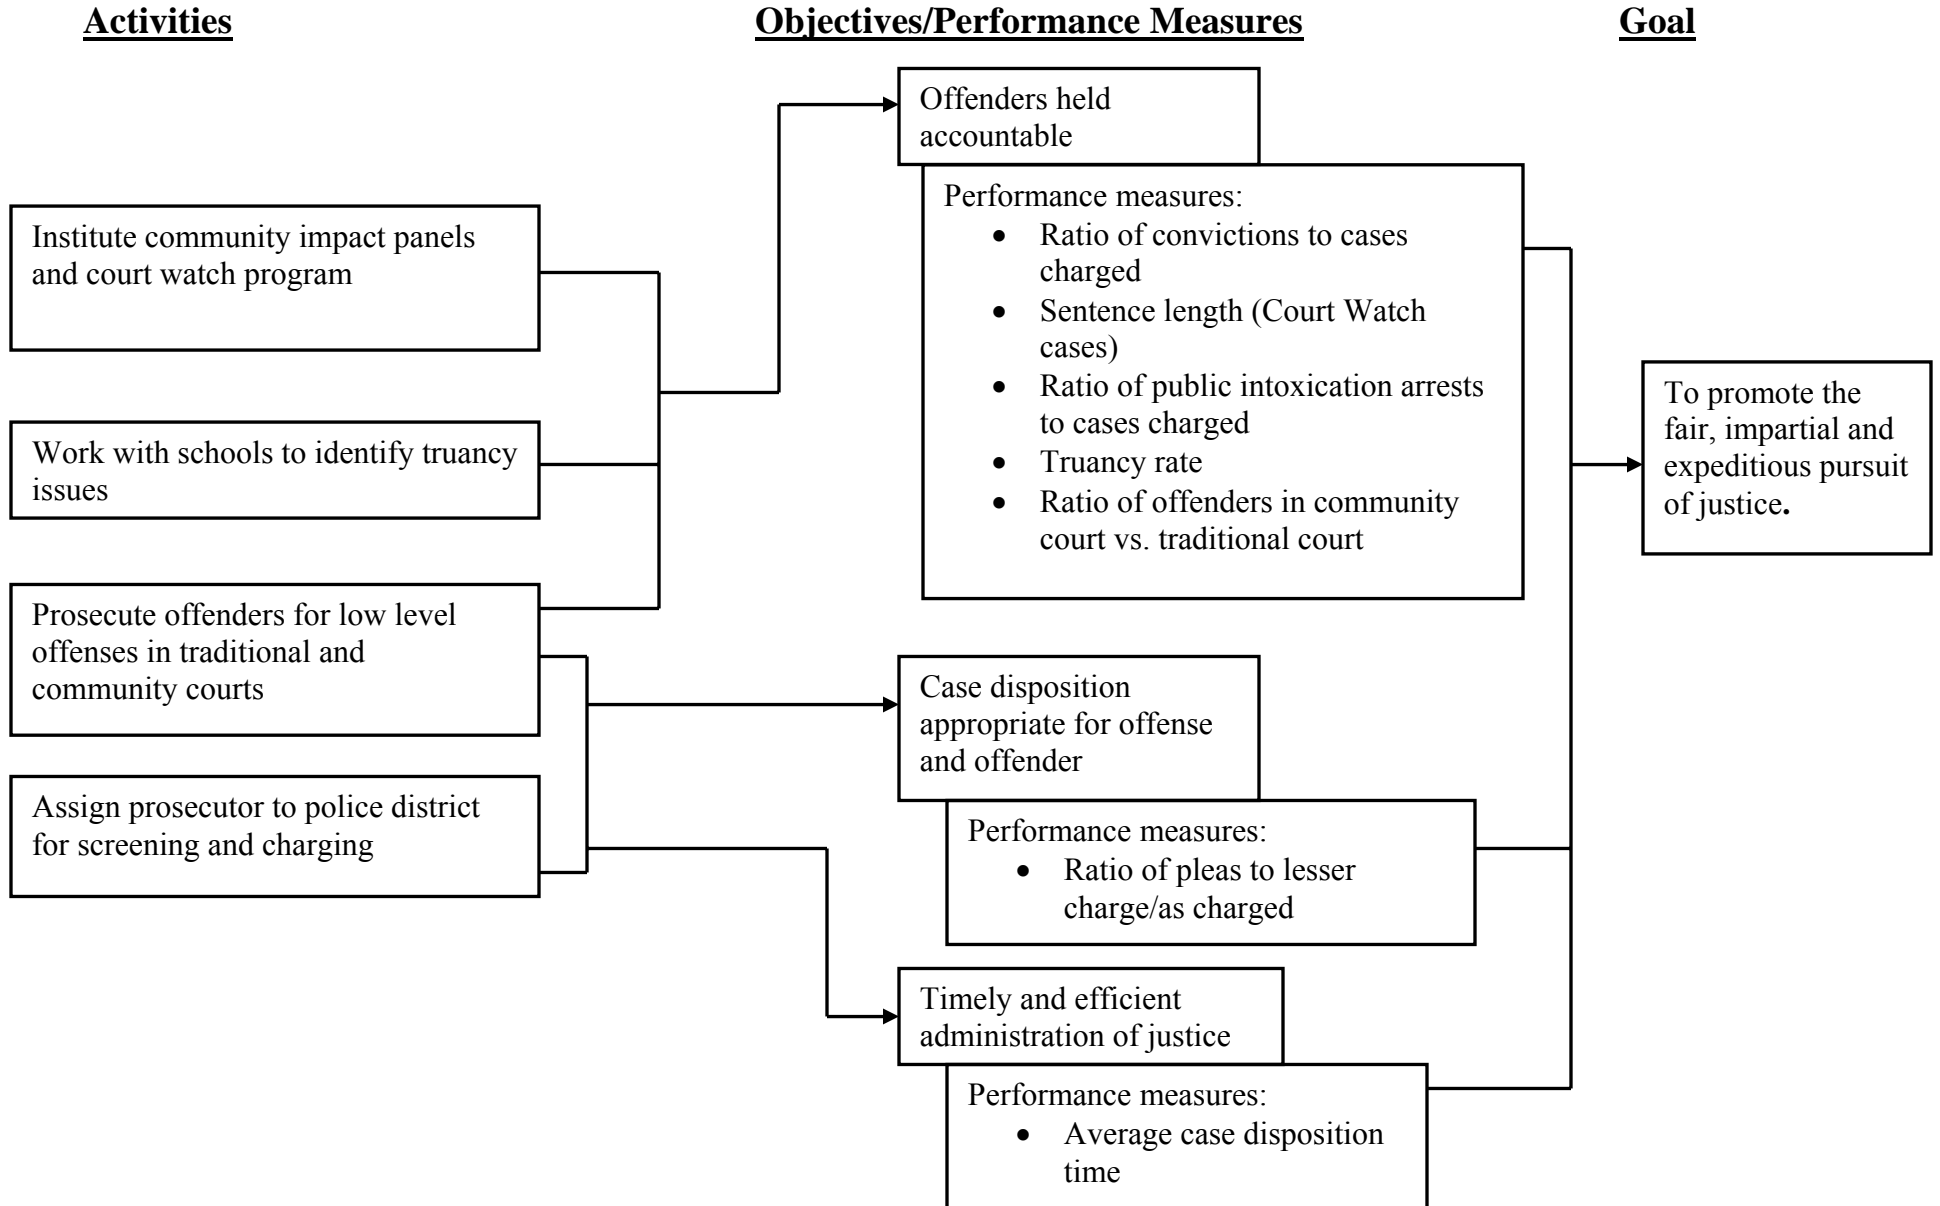 Activities
Objectives/Performance Measures
Goal
Institute community impact panels
and court watch program
Work with schools to identify truancy
issues
Prosecute offenders for low level
offenses in traditional and
community courts
Assign prosecutor to police district
for screening and charging
Offenders held
accountable
Performance measures:
• Ratio of convictions to cases
charged
• Sentence length (Court Watch
cases)
• Ratio of public intoxication arrests
to cases charged
• Truancy rate
• Ratio of offenders in community
court vs. traditional court
Case disposition
appropriate for offense
and offender
Performance measures:
• Ratio of pleas to lesser
charge/as charged
Timely and efficient
administration of justice
Performance measures:
• Average case disposition
time
To promote the
fair, impartial and
expeditious pursuit
of justice.